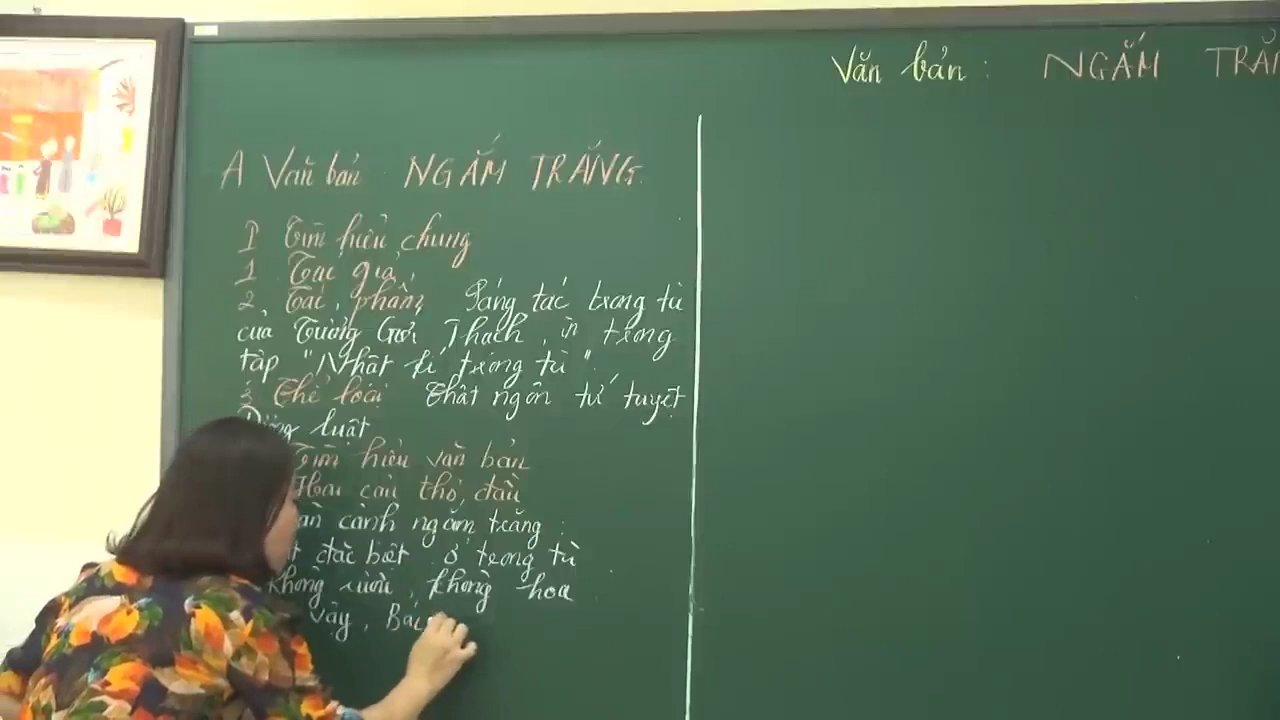 Văn bản : NGẮM TRĂN
A Văn bản NGẮM TRĂNG
I Tìm hiểu chung
1 Tác giả
2, Tác phẩm, Sáng tác trong tù
của Tưởng Giới Thạch, in trong
tập "Nhật kí trong tù".
3 Thể loại Thất ngôn tứ tuyệt
Đường luật
Tìm hiểu văn bản
Hai câu thơ đầu
cảnh ngắm trăng :
đặc biệt ở trong tù
không rượu, không hoa
vậy, Bác